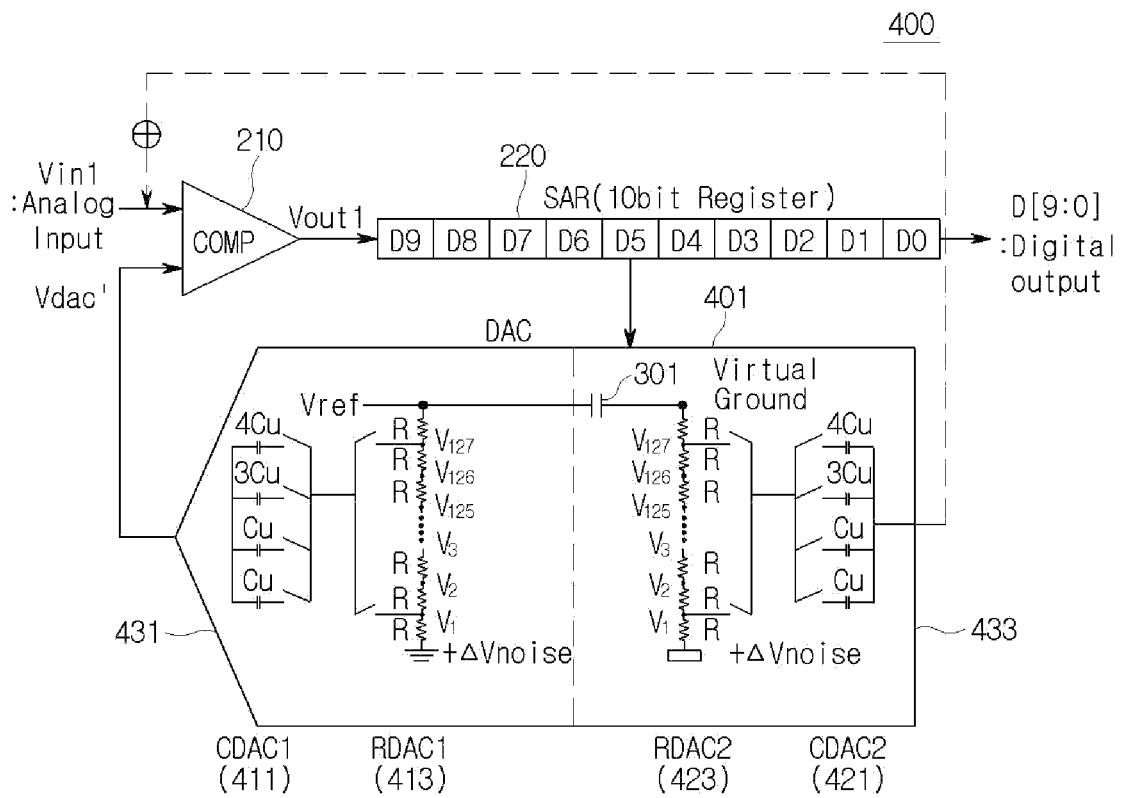 400
210
220
Vin1
:Analog
Input
COMP
Vout1
SAR(10bit Register)
D9 D8 D7 D6 D5 D4 D3 D2 D1 D0
D[9:0]
:Digital
output
Vdac'
DAC
401
301
Virtual
Ground
Vref
4Cu
3Cu
Cu
Cu
R
R
R
R
R
R
V127
V126
V125
V3
V2
V1
+ΔVnoise
V127
V126
V125
V3
V2
V1
R
R
R
R
R
R
+ΔVnoise
4Cu
3Cu
Cu
Cu
431
433
CDAC1
(411)
RDAC1
(413)
RDAC2
(423)
CDAC2
(421)